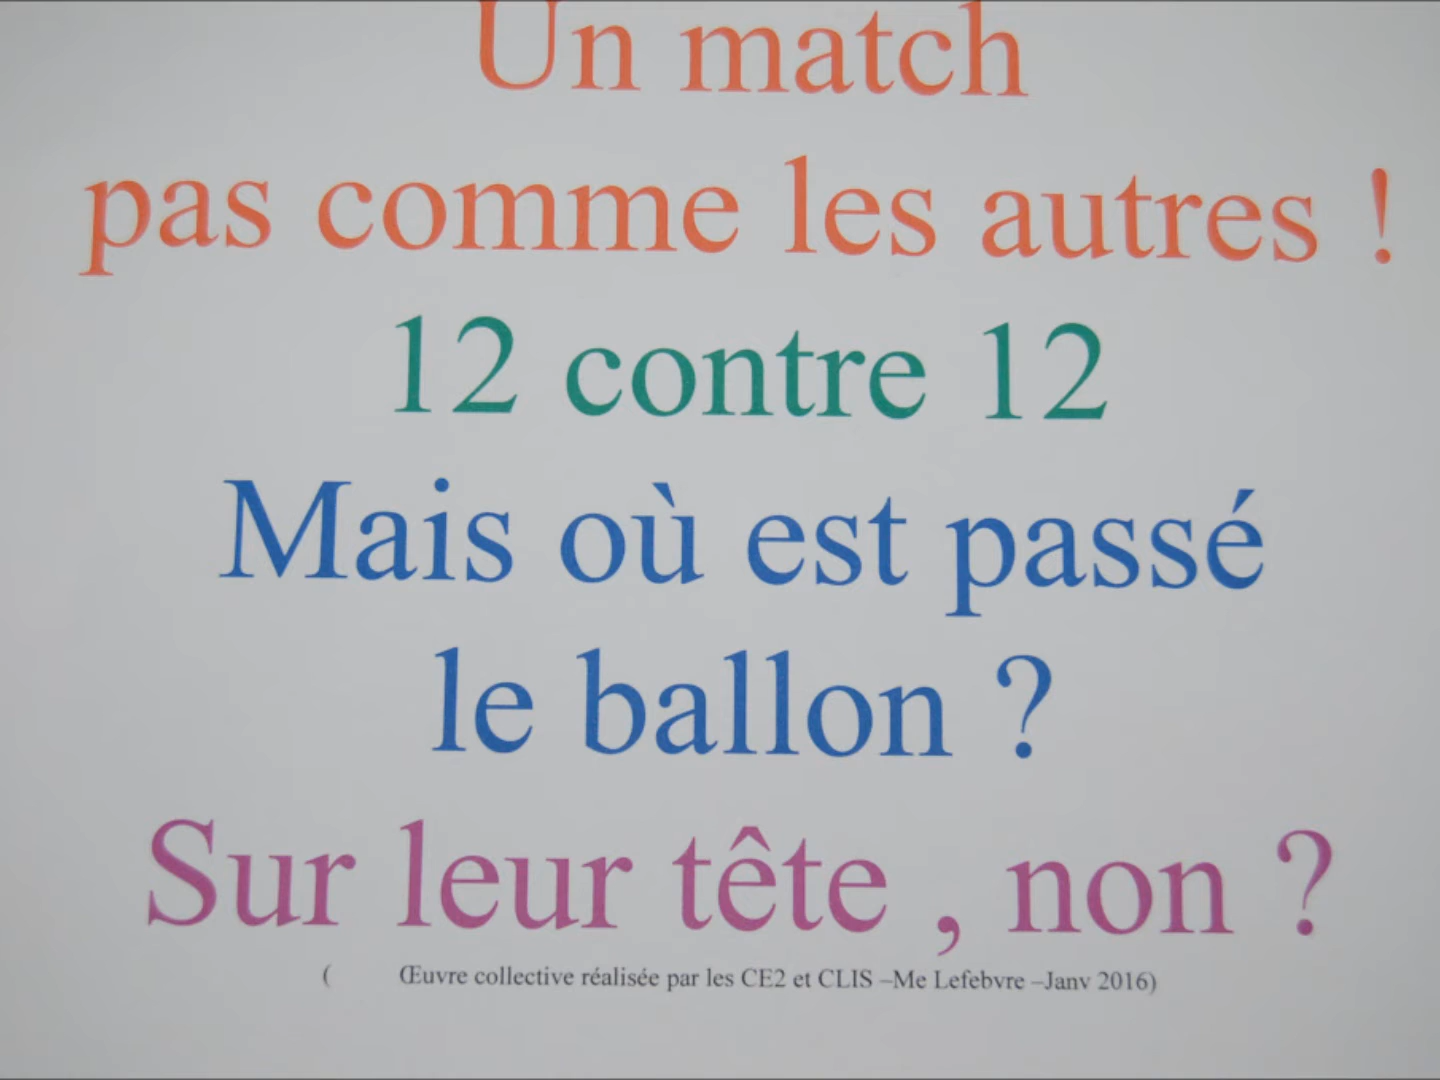 Un match
pas comme les autres !
12 contre 12
Mais où est passé
le ballon ?
Sur leur tête , non ?
( Œuvre collective réalisée par les CE2 et CLIS –Me Lefebvre –Janv 2016)